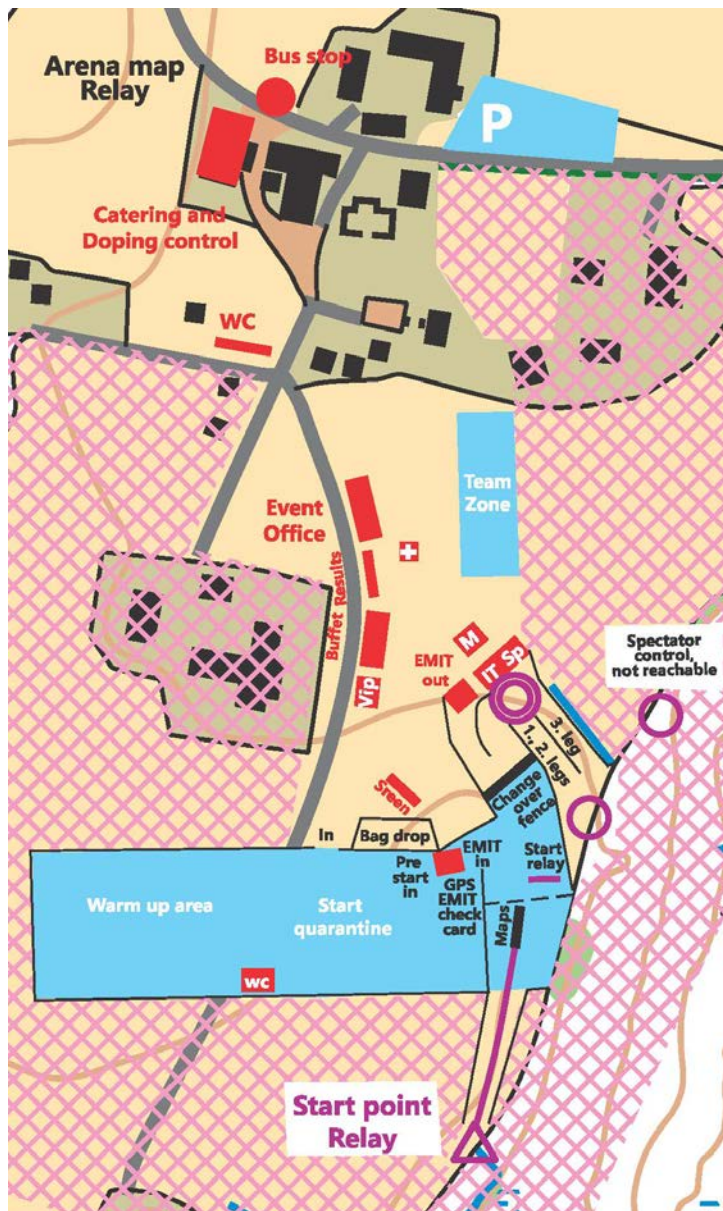 Arena map
Relay
Bus stop
P
Catering and
Doping control
WC
Team
Zone
Event
Office
Results
Buffet
Vip
M
IT
Sp
EMIT
out
Spectator
control,
not reachable
3. leg
1., 2. legs
Sreen
Change
over
fence
In
Bag drop
Pre
start
in
EMIT
in
GPS
EMIT
check
card
Start
relay
Maps
Warm up area
Start
quarantine
wc
Start point
Relay